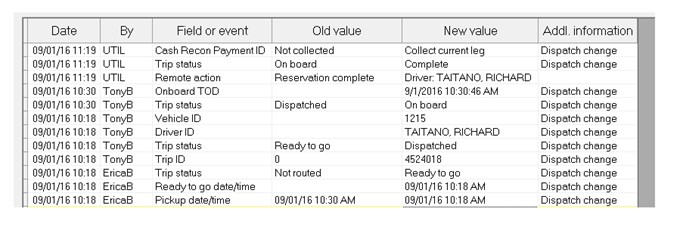 Date By Field or event Old value New value Addl. information
09/01/16 11:19 UTIL Cash Recon Payment ID Not collected Collect current leg Dispatch change
09/01/16 11:19 UTIL Trip status On board Complete Dispatch change
09/01/16 11:19 UTIL Remote action Reservation complete Driver: TAITANO, RICHARD
09/01/16 10:30 TonyB Onboard TOD 9/1/2016 10:30:46 AM Dispatch change
09/01/16 10:30 TonyB Trip status Dispatched On board Dispatch change
09/01/16 10:18 TonyB Vehicle ID 1215 Dispatch change
09/01/16 10:18 TonyB Driver ID TAITANO, RICHARD Dispatch change
09/01/16 10:18 TonyB Trip status Ready to go Dispatched Dispatch change
09/01/16 10:18 TonyB Trip ID 0 4524018 Dispatch change
09/01/16 10:18 EricaB Trip status Not routed Ready to go Dispatch change
09/01/16 10:18 EricaB Ready to go date/time 09/01/16 10:18 AM Dispatch change
09/01/16 10:18 EricaB Pickup date/time 09/01/16 10:30 AM 09/01/16 10:18 AM Dispatch change